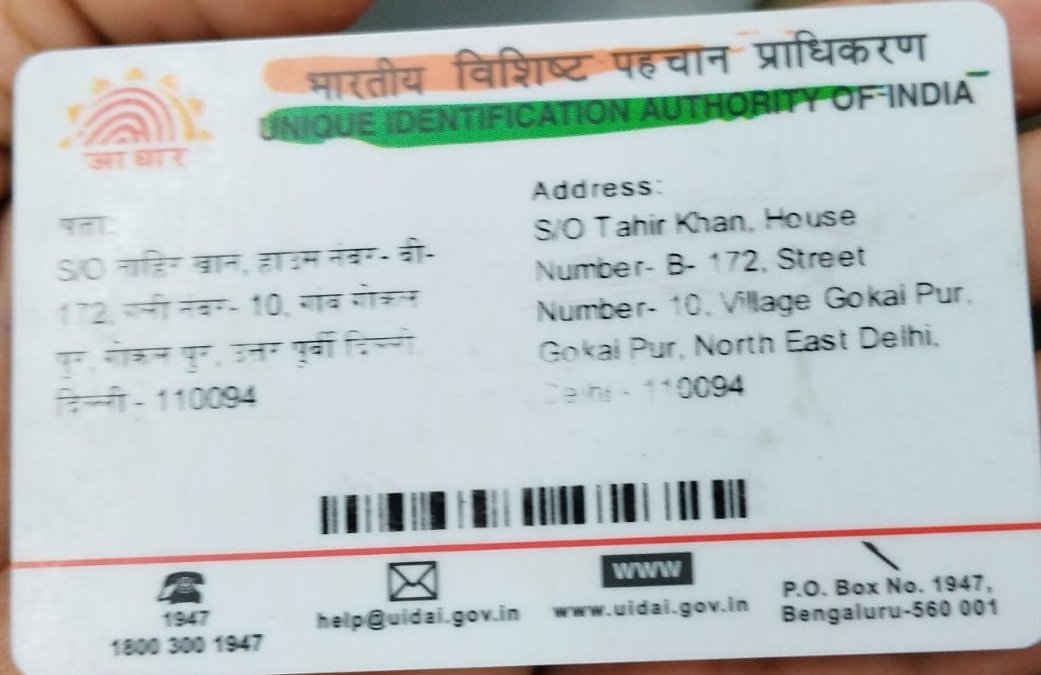 भारतीय विशिष्ट पहचान प्राधिकरण
UNIQUE IDENTIFICATION AUTHORITY OF INDIA
आधार
पता:
S/O ताहिर खान, हाउस नंबर- बी-
172, गली नंबर- 10, गांव गोकल
पुर, गोकल पुर, उत्तर पूर्वी दिल्ली
दिल्ली - 110094
Address:
S/O Tahir Khan, House
Number- B- 172, Street
Number- 10, Village Gokal Pur,
Gokal Pur, North East Delhi,
Delhi - 110094
1947
1800 300 1947
help@uidai.gov.in
www
www.uidai.gov.in
P.O. Box No. 1947,
Bengaluru-560 001